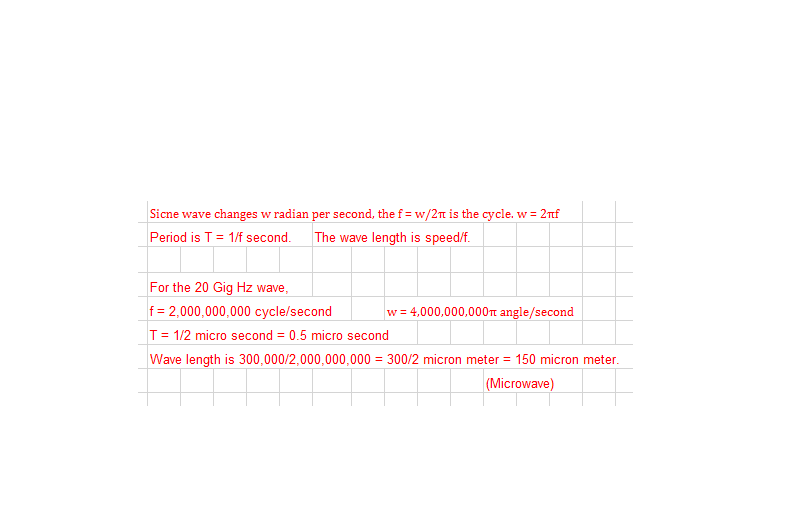 Sicne wave changes w radian per second, the f = w/2π is the cycle. w = 2πf
Period is T = 1/f second. The wave length is speed/f.
For the 20 Gig Hz wave,
f = 2,000,000,000 cycle/second w = 4,000,000,000π angle/second
T = 1/2 micro second = 0.5 micro second
Wave length is 300,000/2,000,000,000 = 300/2 micron meter = 150 micron meter.
(Microwave)